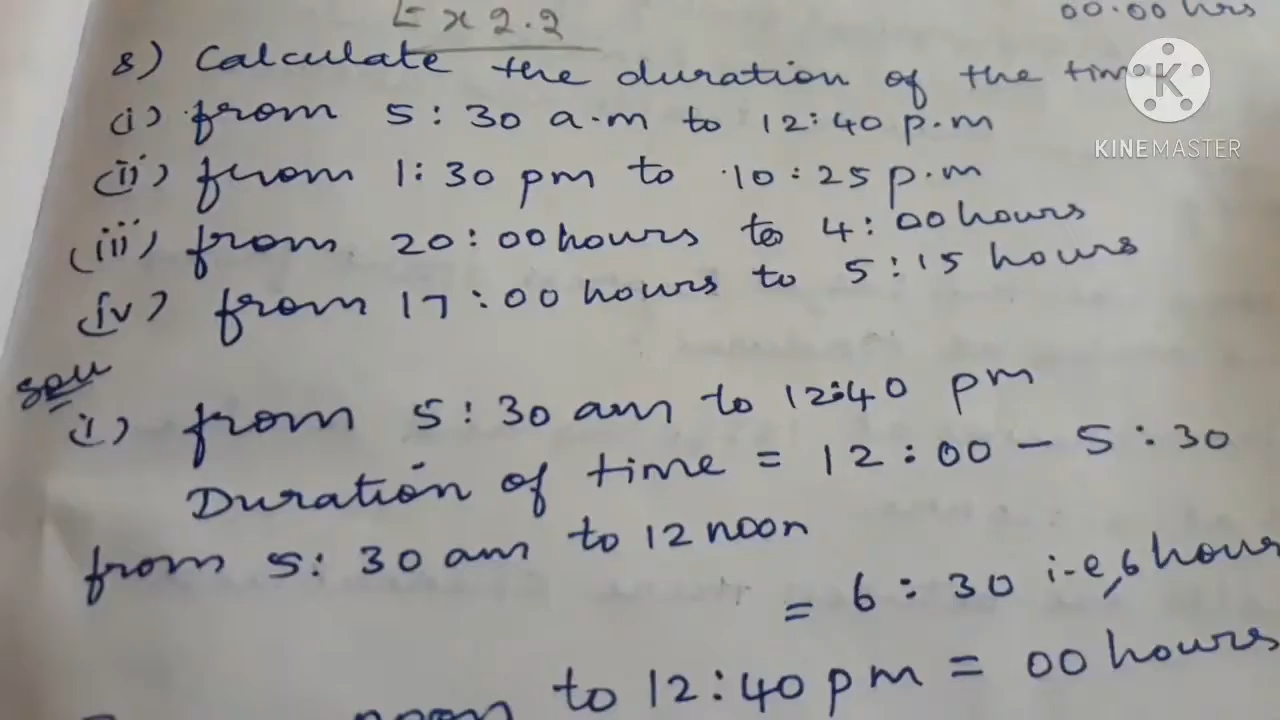 Ex 2.2
00.00 hrs
8) Calculate the duration of the time
K
KINEMASTER
(i) from 5:30 a.m to 12:40 p.m
(ii) from 1:30 pm to 10:25 p.m
(iii) from 20:00 hours to 4:00 hours
(iv) from 17:00 hours to 5:15 hours
Solu
(i) from 5:30 am to 12:40 pm
Duration of time = 12:00 - 5:30
from 5:30 am to 12 noon
= 6:30 i-e, 6 hour
noon to 12:40 pm = 00 hours